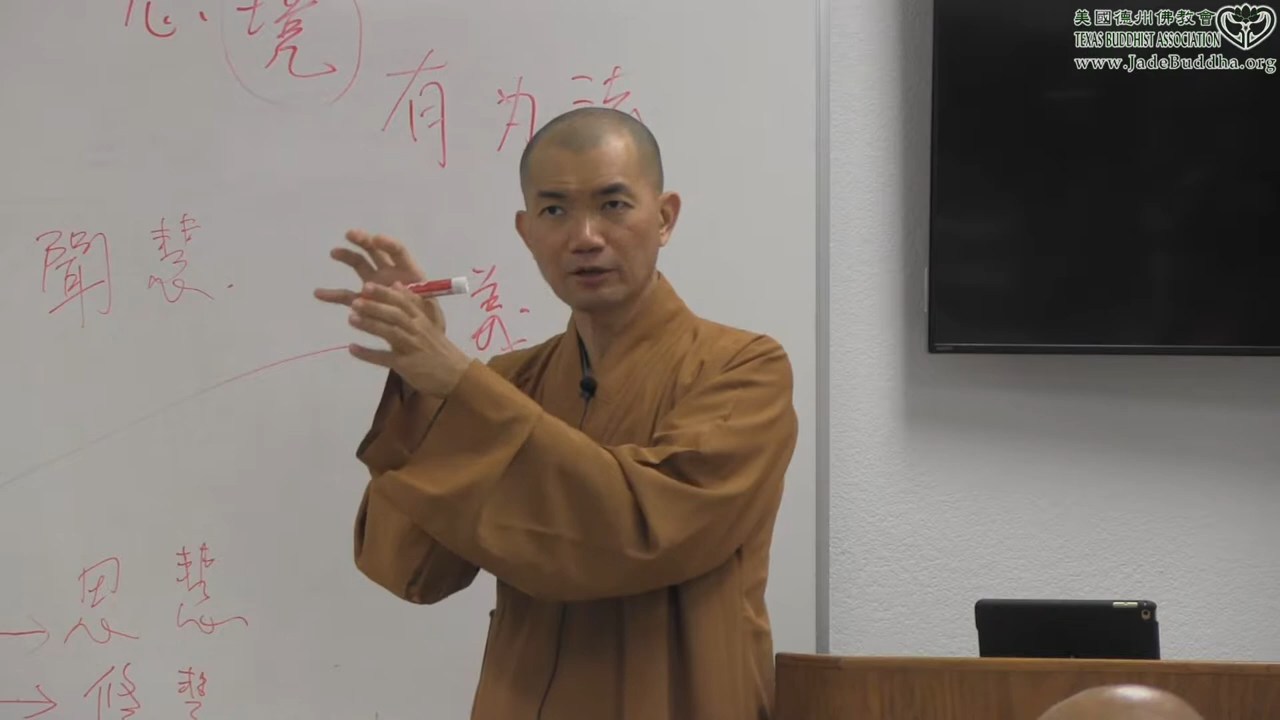 美國德州佛教會
TEXAS BUDDHIST ASSOCIATION
www.JadeBuddha.org
境
有为法
聞慧.
義.
→思慧
→修慧